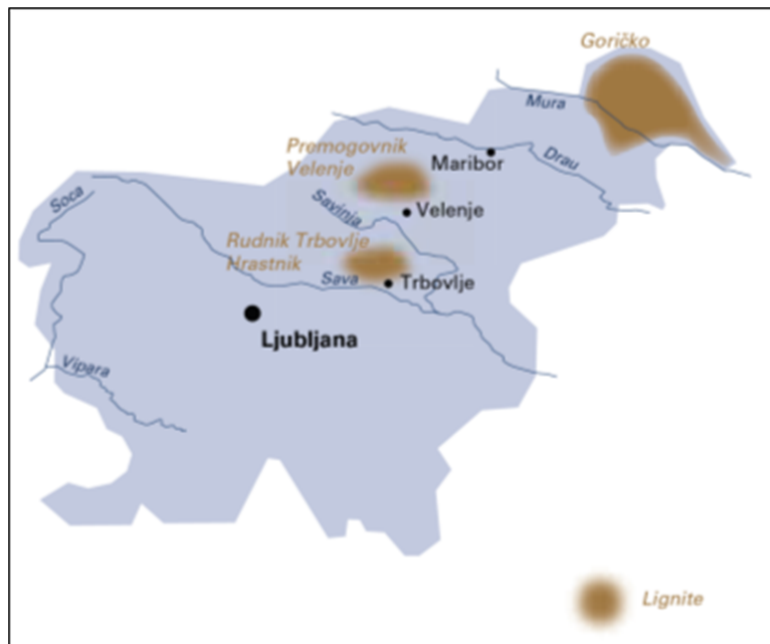 Goričko
Mura
Premogovnik
Velenje
Maribor
Drau
Soca
Savinja
Velenje
Rudnik Trbovlje
Hrastnik
Sava
Trbovlje
Ljubljana
Vipara
Lignite